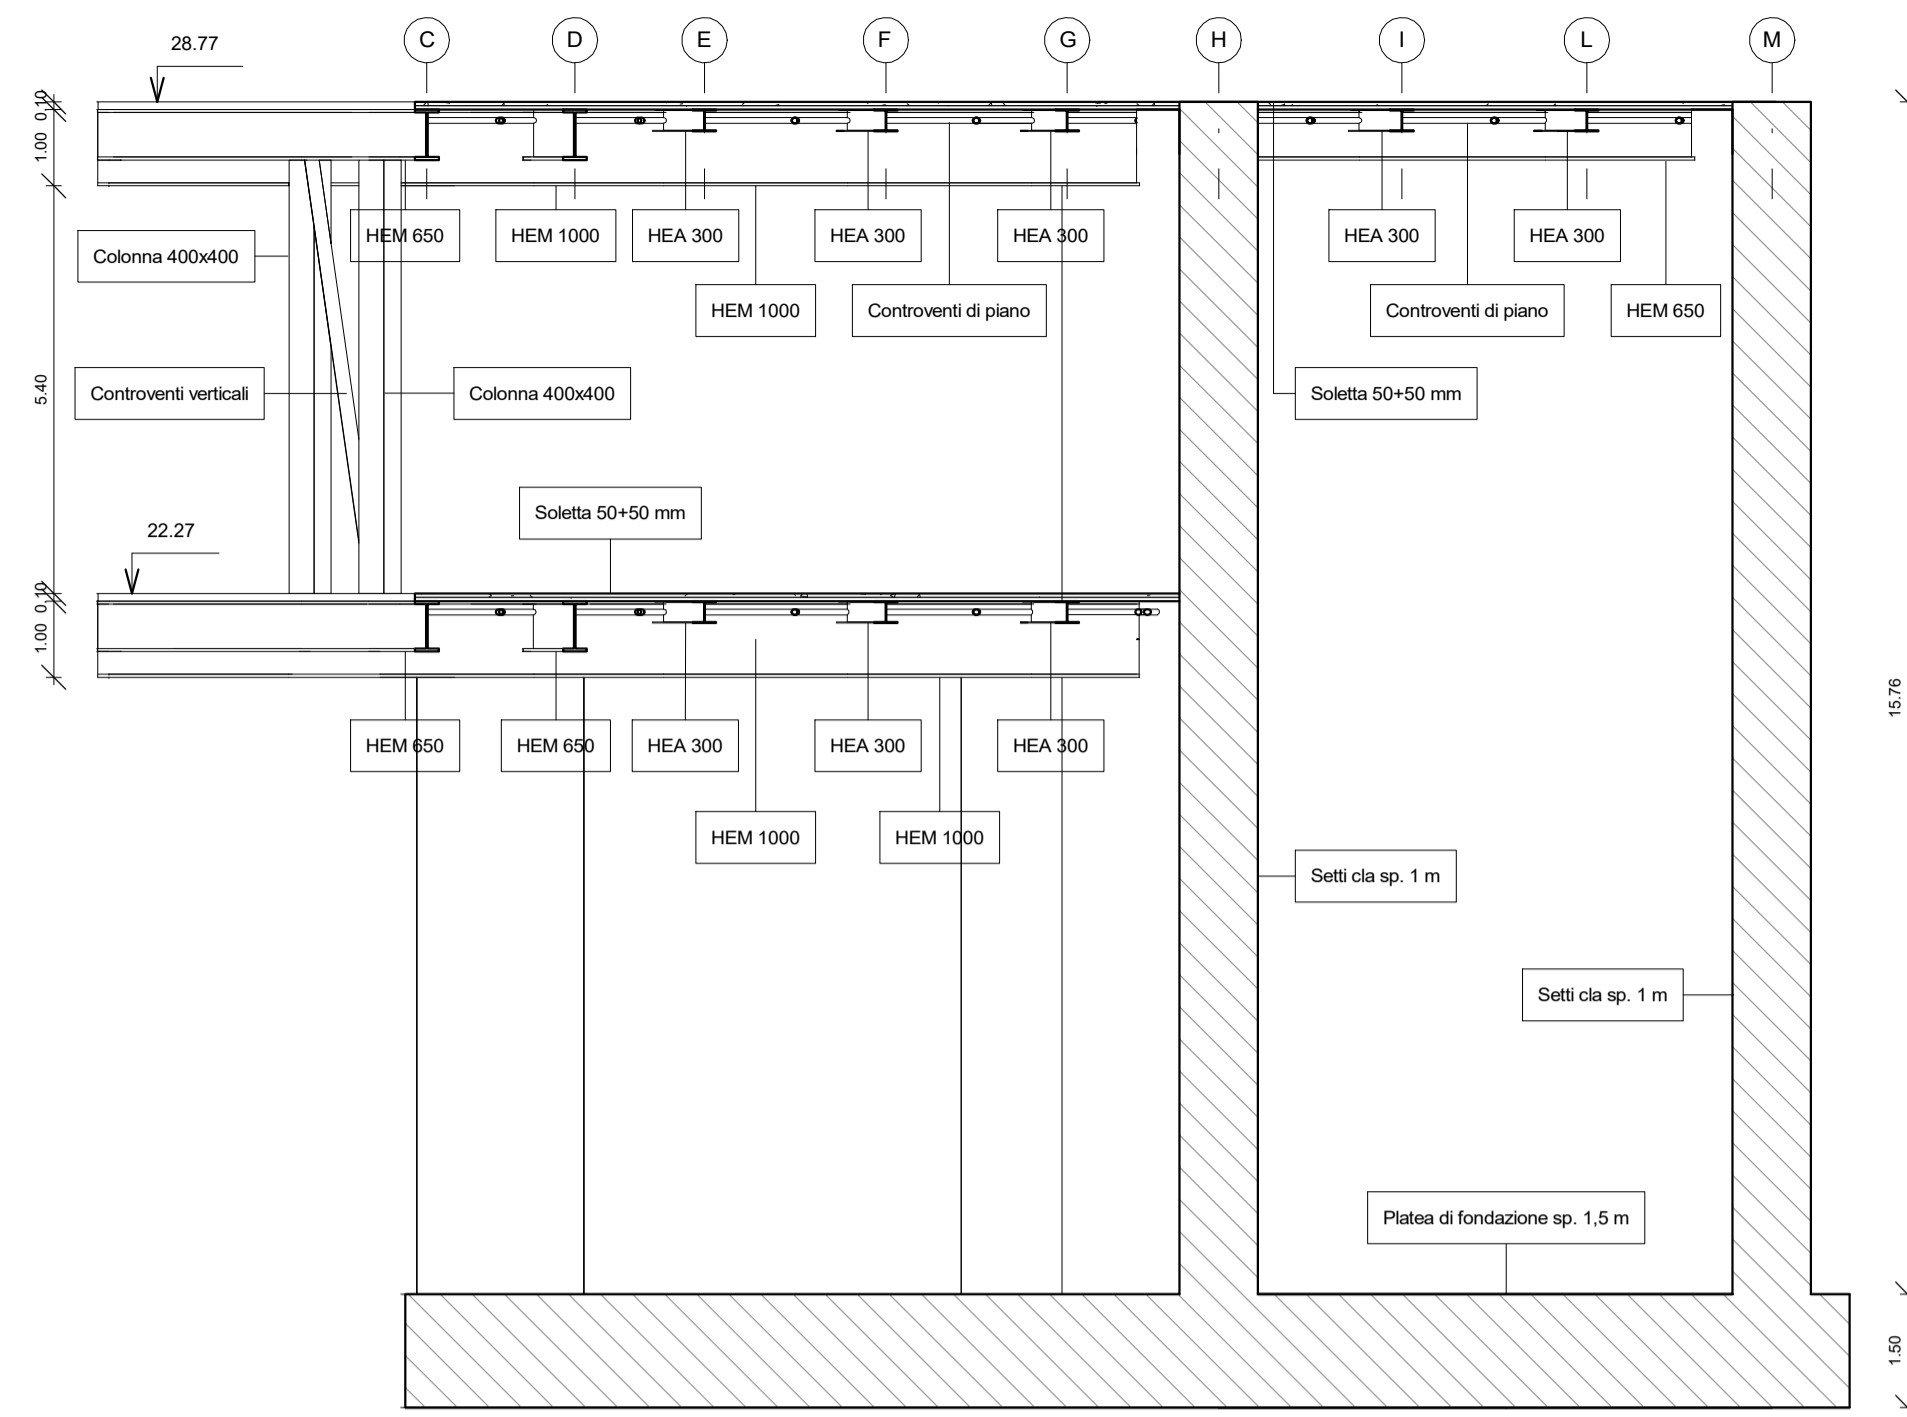 C D E F G H I L M
28.77
0.10
1.00
HEM 650 HEM 1000 HEA 300 HEA 300 HEA 300 HEA 300 HEA 300
Colonna 400x400
HEM 1000 Controventi di piano Controventi di piano HEM 650
5.40
Controventi verticali Colonna 400x400 Soletta 50+50 mm
Soletta 50+50 mm
22.27
0.10
1.00
15.76
HEM 650 HEM 650 HEA 300 HEA 300 HEA 300
HEM 1000 HEM 1000
Setti cla sp. 1 m
Setti cla sp. 1 m
Platea di fondazione sp. 1,5 m
1.50